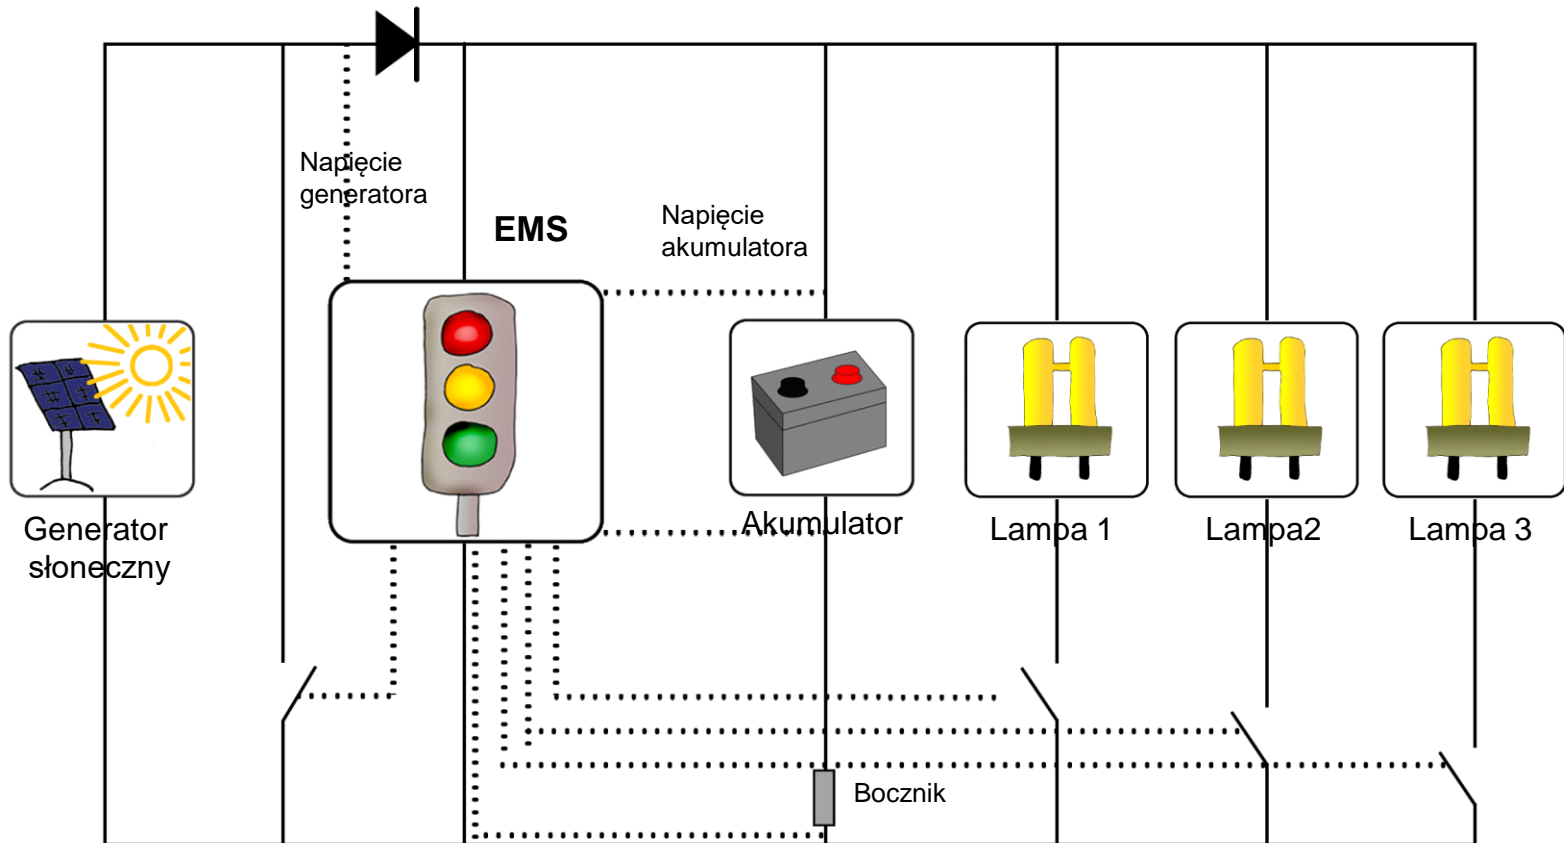 Napięcie
generatora
EMS
Napięcie
akumulatora
Generator
słoneczny
Akumulator
Lampa 1
Lampa2
Lampa 3
Bocznik